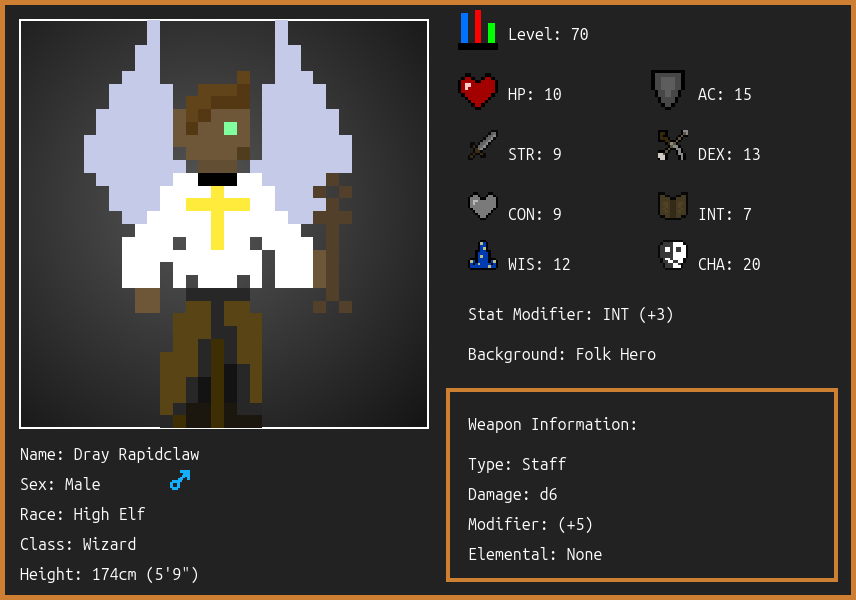 Level: 70
HP: 10
AC: 15
STR: 9
DEX: 13
CON: 9
INT: 7
WIS: 12
CHA: 20
Stat Modifier: INT (+3)
Background: Folk Hero
Weapon Information:
Type: Staff
Damage: d6
Modifier: (+5)
Elemental: None
Name: Dray Rapidclaw
Sex: Male
Race: High Elf
Class: Wizard
Height: 174cm (5'9")